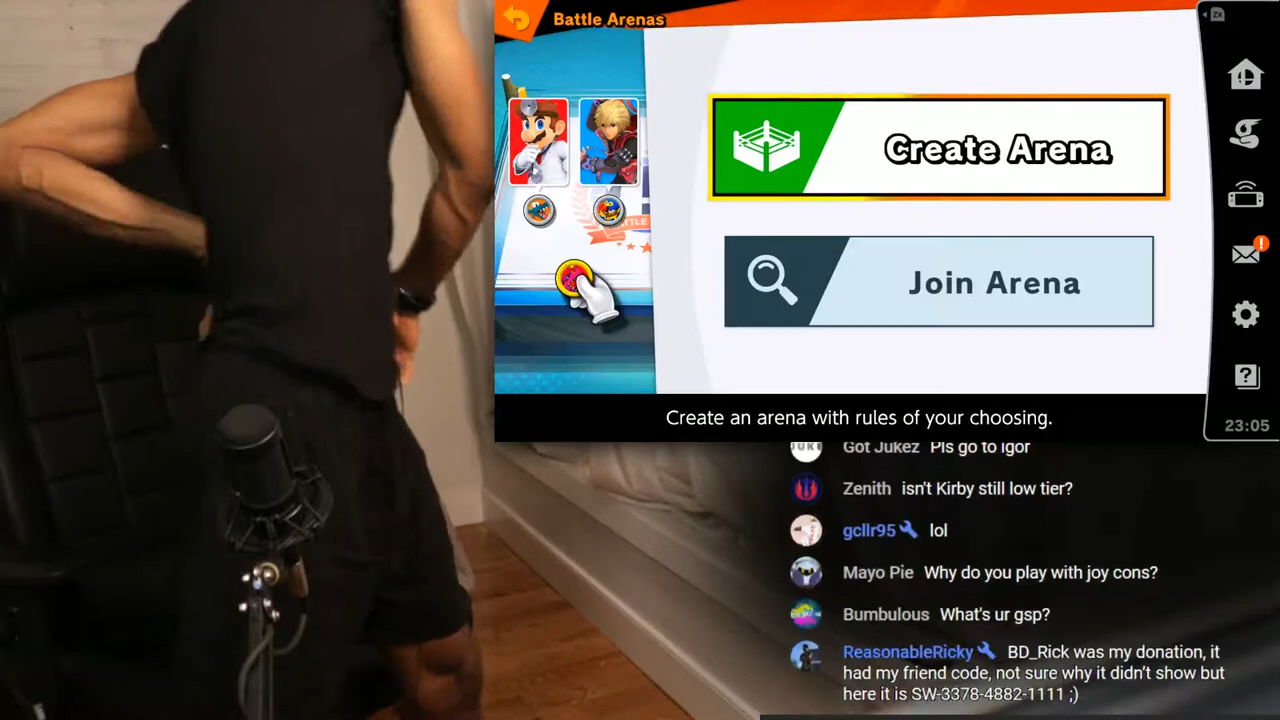 Battle Arenas
ZR
Create Arena
Join Arena
Create an arena with rules of your choosing.
23:05
Got Jukez Pls go to igor
Zenith isn't Kirby still low tier?
gcllr95 lol
Mayo Pie Why do you play with joy cons?
Bumbulous What's ur gsp?
ReasonableRicky BD_Rick was my donation, it
had my friend code, not sure why it didn't show but
here it is SW-3378-4882-1111 ;)